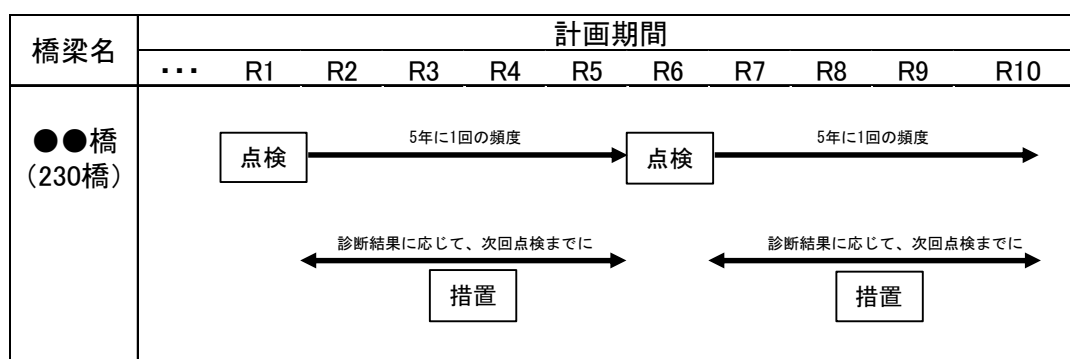 橋梁名
計画期間
・・・ R1 R2 R3 R4 R5 R6 R7 R8 R9 R10
●●橋
（230橋）
点検 5年に1回の頻度 点検 5年に1回の頻度
診断結果に応じて、次回点検までに 診断結果に応じて、次回点検までに
措置 措置